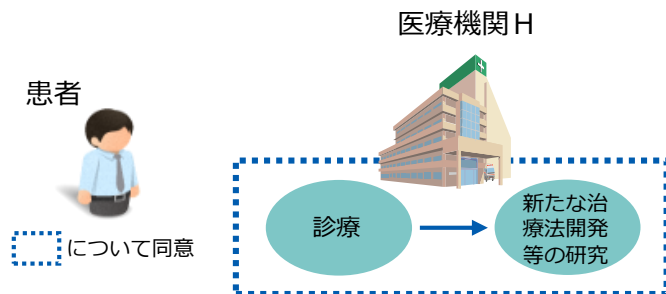 医療機関Ｈ
患者
診療
新たな治
療法開発
等の研究
について同意